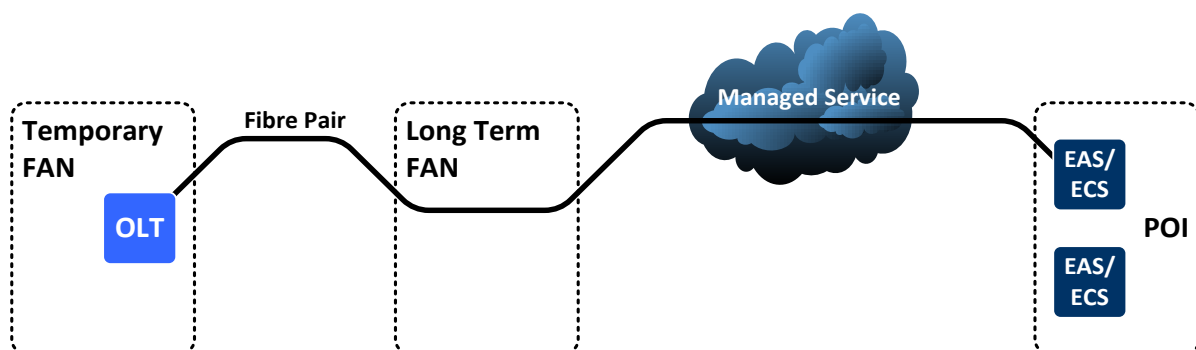 Temporary
FAN
OLT
Fibre Pair
Long Term
FAN
Managed Service
EAS/
ECS
EAS/
ECS
POI